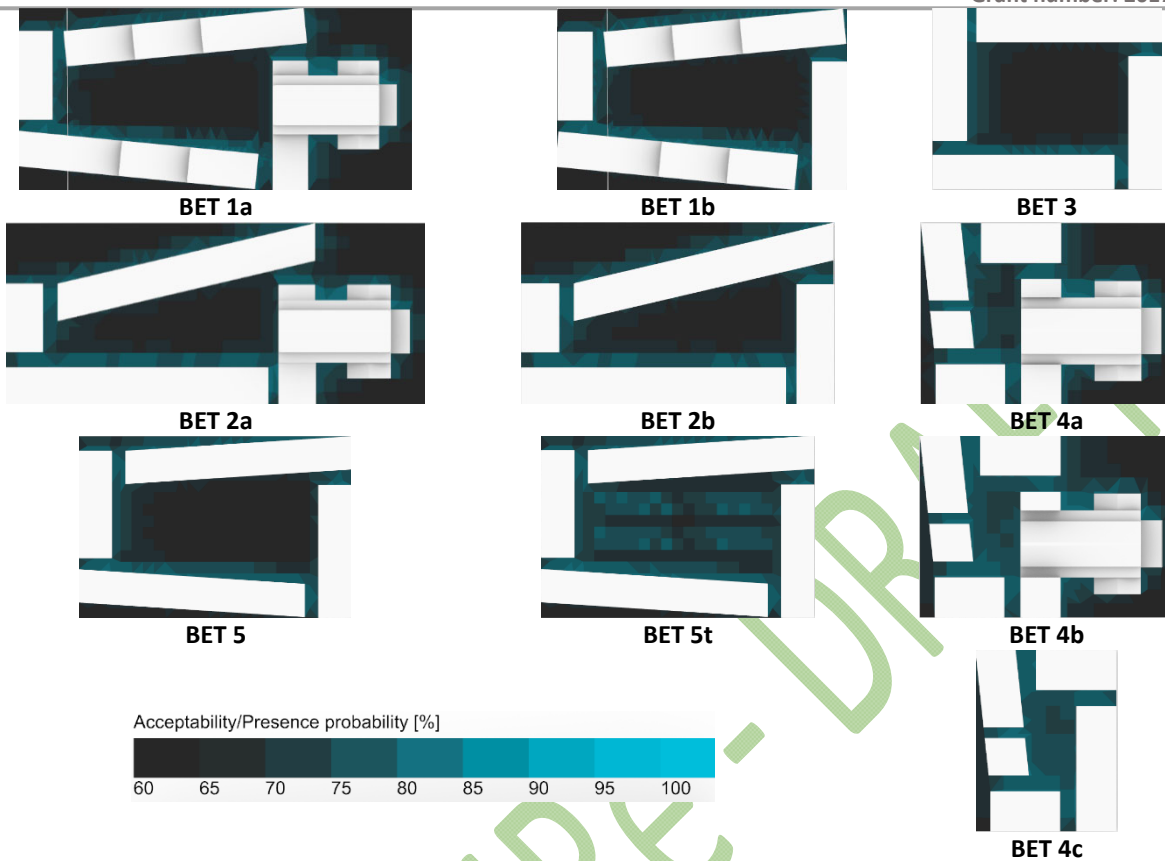 BET 1a BET 1b BET 3
BET 2a BET 2b BET 4a
BET 5 BET 5t BET 4b
Acceptability/Presence probability [%]
60 65 70 75 80 85 90 95 100
BET 4c